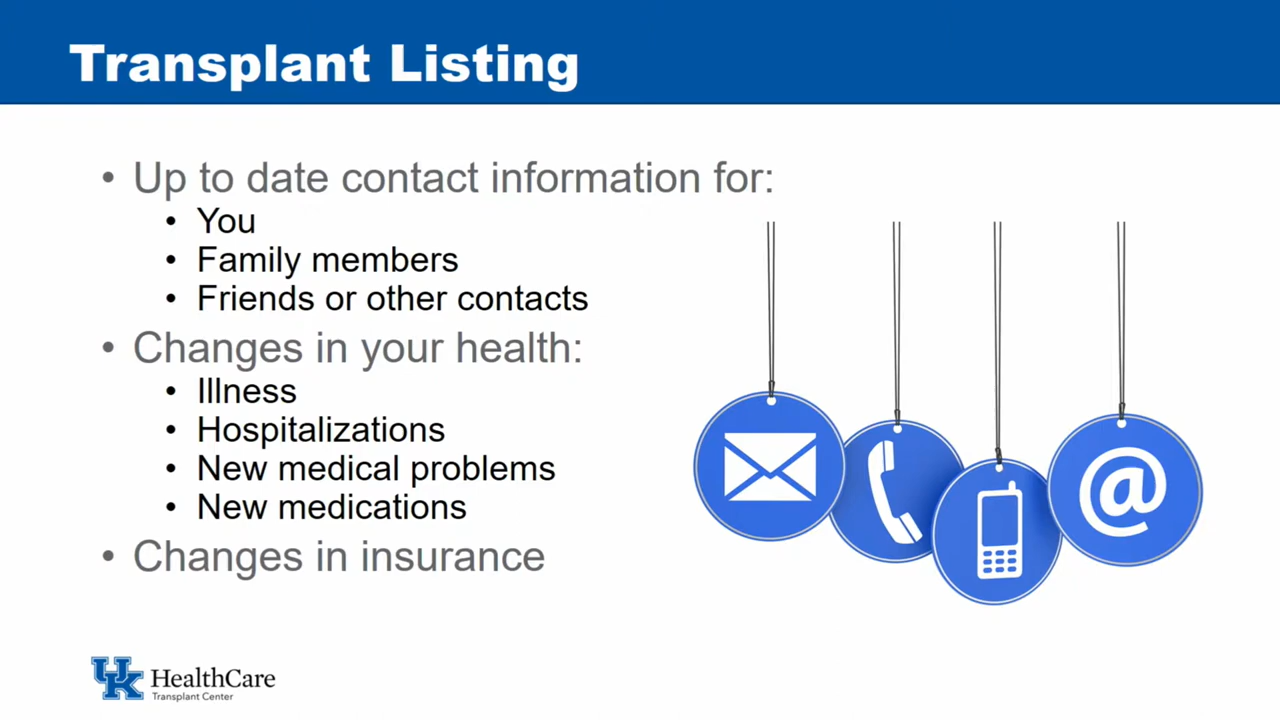 Transplant Listing
• Up to date contact information for:
• You
• Family members
• Friends or other contacts
• Changes in your health:
• Illness
• Hospitalizations
• New medical problems
• New medications
• Changes in insurance
@
UK HealthCare
Transplant Center